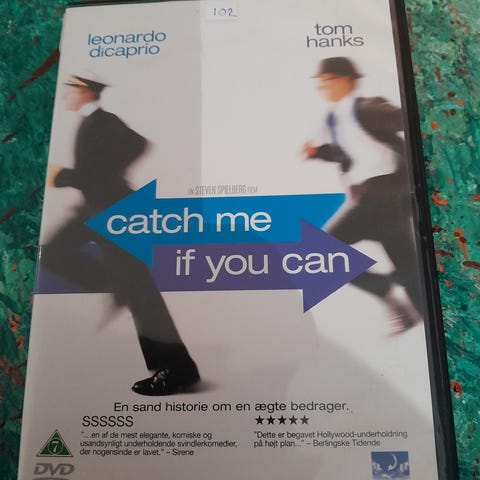 102
leonardo
dicaprio
tom
hanks
EN STEVEN SPIELBERG FILM
catch me
if you can
En sand historie om en ægte bedrager.
SSSSSS
"...en af de mest elegante, komiske og
usandsynligt underholdende svindlerkomedier,
der nogensinde er lavet." – Sirene
★★★★★
"Dette er begavet Hollywood-underholdning
på højt plan..." – Berlingske Tidende
7
DVD